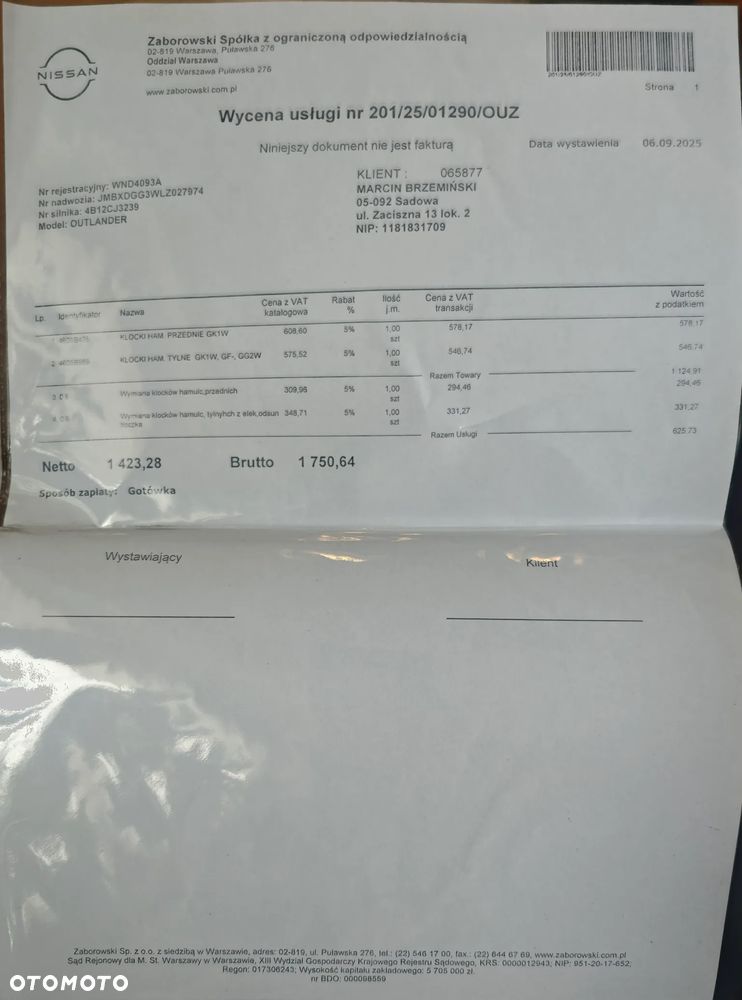 NISSAN
Zaborowski Spółka z ograniczoną odpowiedzialnością
02-819 Warszawa, Puławska 276
Oddział Warszawa
02-819 Warszawa Puławska 276
www.zaborowski.com.pl
Strona 1
Wycena usługi nr 201/25/01290/OUZ
Niniejszy dokument nie jest fakturą
Data wystawienia 06.09.2025
Nr rejestracyjny: WND4093A
Nr nadwozia: JMBXDGG3WLZ027974
Nr silnika: 4B12CJ3239
Model: OUTLANDER
KLIENT : 065877
MARCIN BRZEMIŃSKI
05-092 Sadowa
ul. Zaciszna 13 lok. 2
NIP: 1181831709
Lp. Identyfikator Nazwa Cena z VAT katalogowa Rabat % Ilość j.m. Cena z VAT transakcji Wartość z podatkiem
1 KLOCKI HAM. PRZEDNIE GK1W 608,60 5% 1,00 szt 578,17 578,17
2 KLOCKI HAM. TYLNE GK1W, GF-, GG2W 575,52 5% 1,00 szt 546,74 546,74
Razem Towary 1 124,91
3 Wymiana klocków hamulc,przednich 309,96 5% 1,00 szt 294,46 294,46
4 Wymiana klocków hamulc, tylnyhch z elek,odsun 348,71 5% 1,00 szt 331,27 331,27
tłoczka
Razem Usługi 625,73
Netto 1 423,28 Brutto 1 750,64
Sposób zapłaty: Gotówka
Wystawiający
Klient
Zaborowski Sp. z o.o. z siedzibą w Warszawie, adres: 02-819, ul. Puławska 276, tel.: (22) 546 17 00, fax.: (22) 644 67 69, www.zaborowski.com.pl
Sąd Rejonowy dla M. St. Warszawy w Warszawie, XIII Wydział Gospodarczy Krajowego Rejestru Sądowego, KRS: 0000012943, NIP: 951-20-17-652,
Regon: 017306243; Wysokość kapitału zakładowego: 5 705 000 zł.
nr BDO: 000098559
OTOMOTO